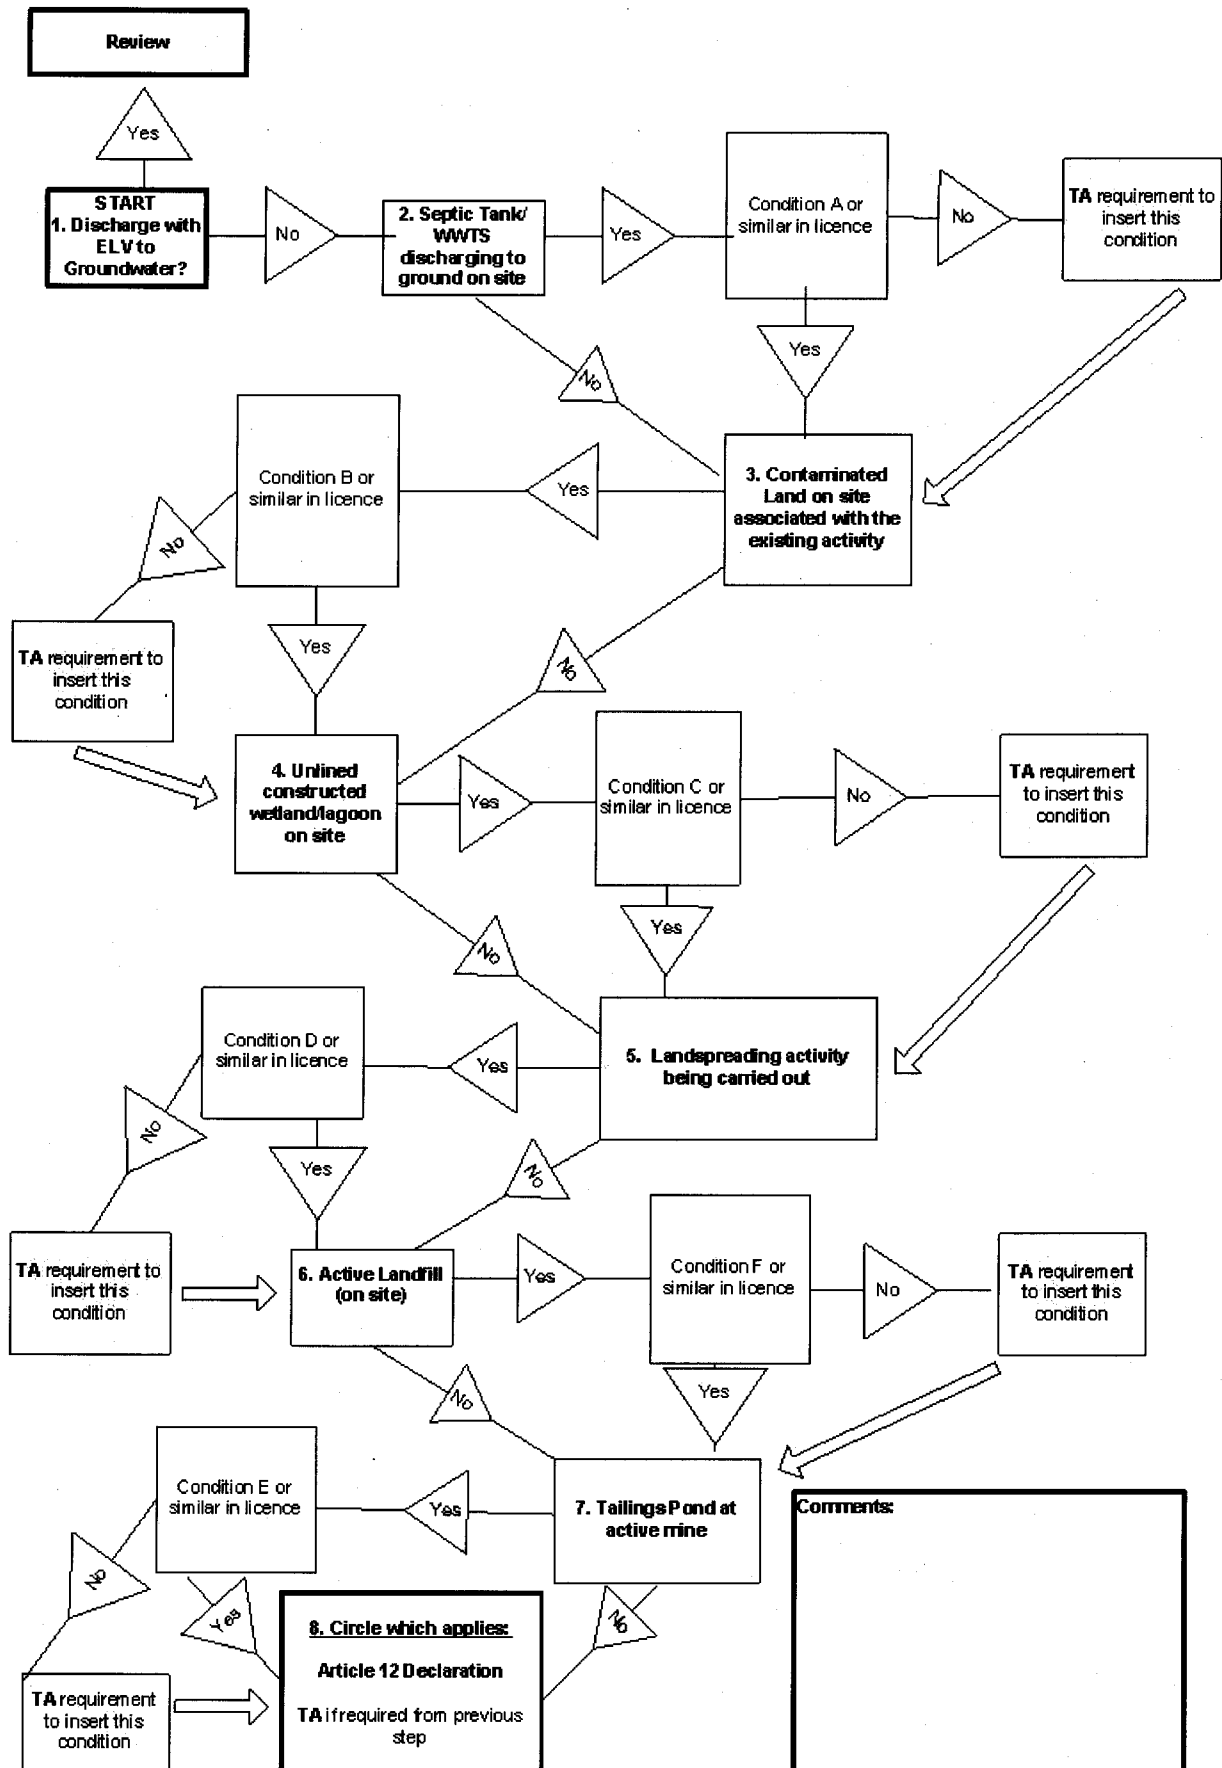 Review
Yes
START
1. Discharge with
ELV to
Groundwater?
No
2. Septic Tank/
WWTS
discharging to
ground on site
Yes
Condition A or
similar in licence
No
TA requirement to
insert this
condition
Yes
No
3. Contaminated
Land on site
associated with the
existing activity
Yes
Condition B or
similar in licence
No
TA requirement to
insert this
condition
Yes
No
4. Unlined
constructed
wetland/lagoon
on site
Yes
Condition C or
similar in licence
No
TA requirement
to insert this
condition
Yes
No
5. Landspreading activity
being carried out
Yes
Condition D or
similar in licence
No
TA requirement to
insert this
condition
Yes
No
6. Active Landfill
(on site)
Yes
Condition F or
similar in licence
No
TA requirement
to insert this
condition
Yes
No
7. Tailings Pond at
active mine
Yes
Condition E or
similar in licence
No
TA requirement
to insert this
condition
Yes
No
8. Circle which applies:
Article 12 Declaration
TA if required from previous
step
Comments: